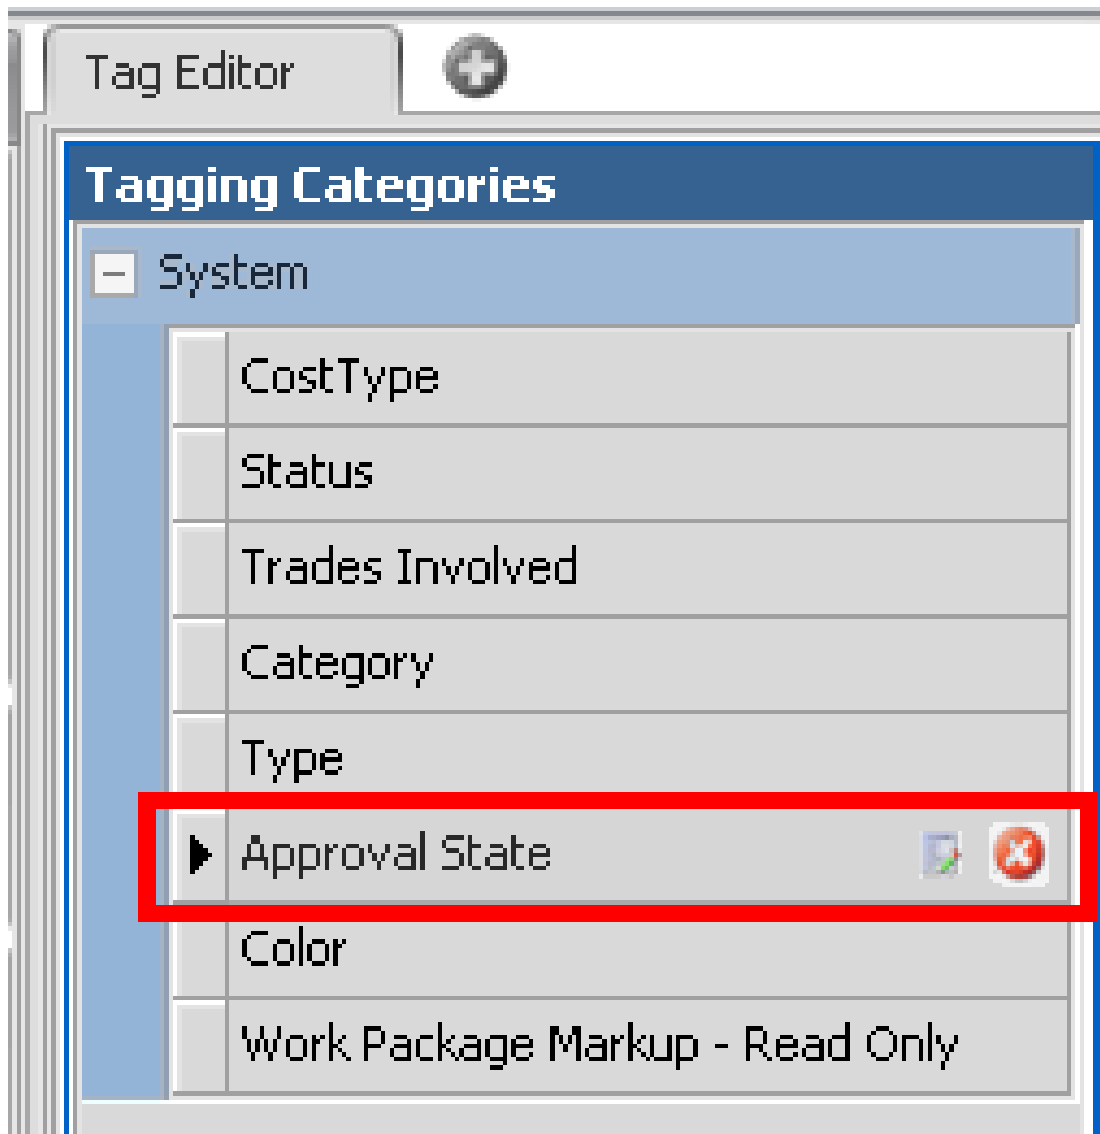 Tag Editor
Tagging Categories
System
CostType
Status
Trades Involved
Category
Type
Approval State
Color
Work Package Markup - Read Only